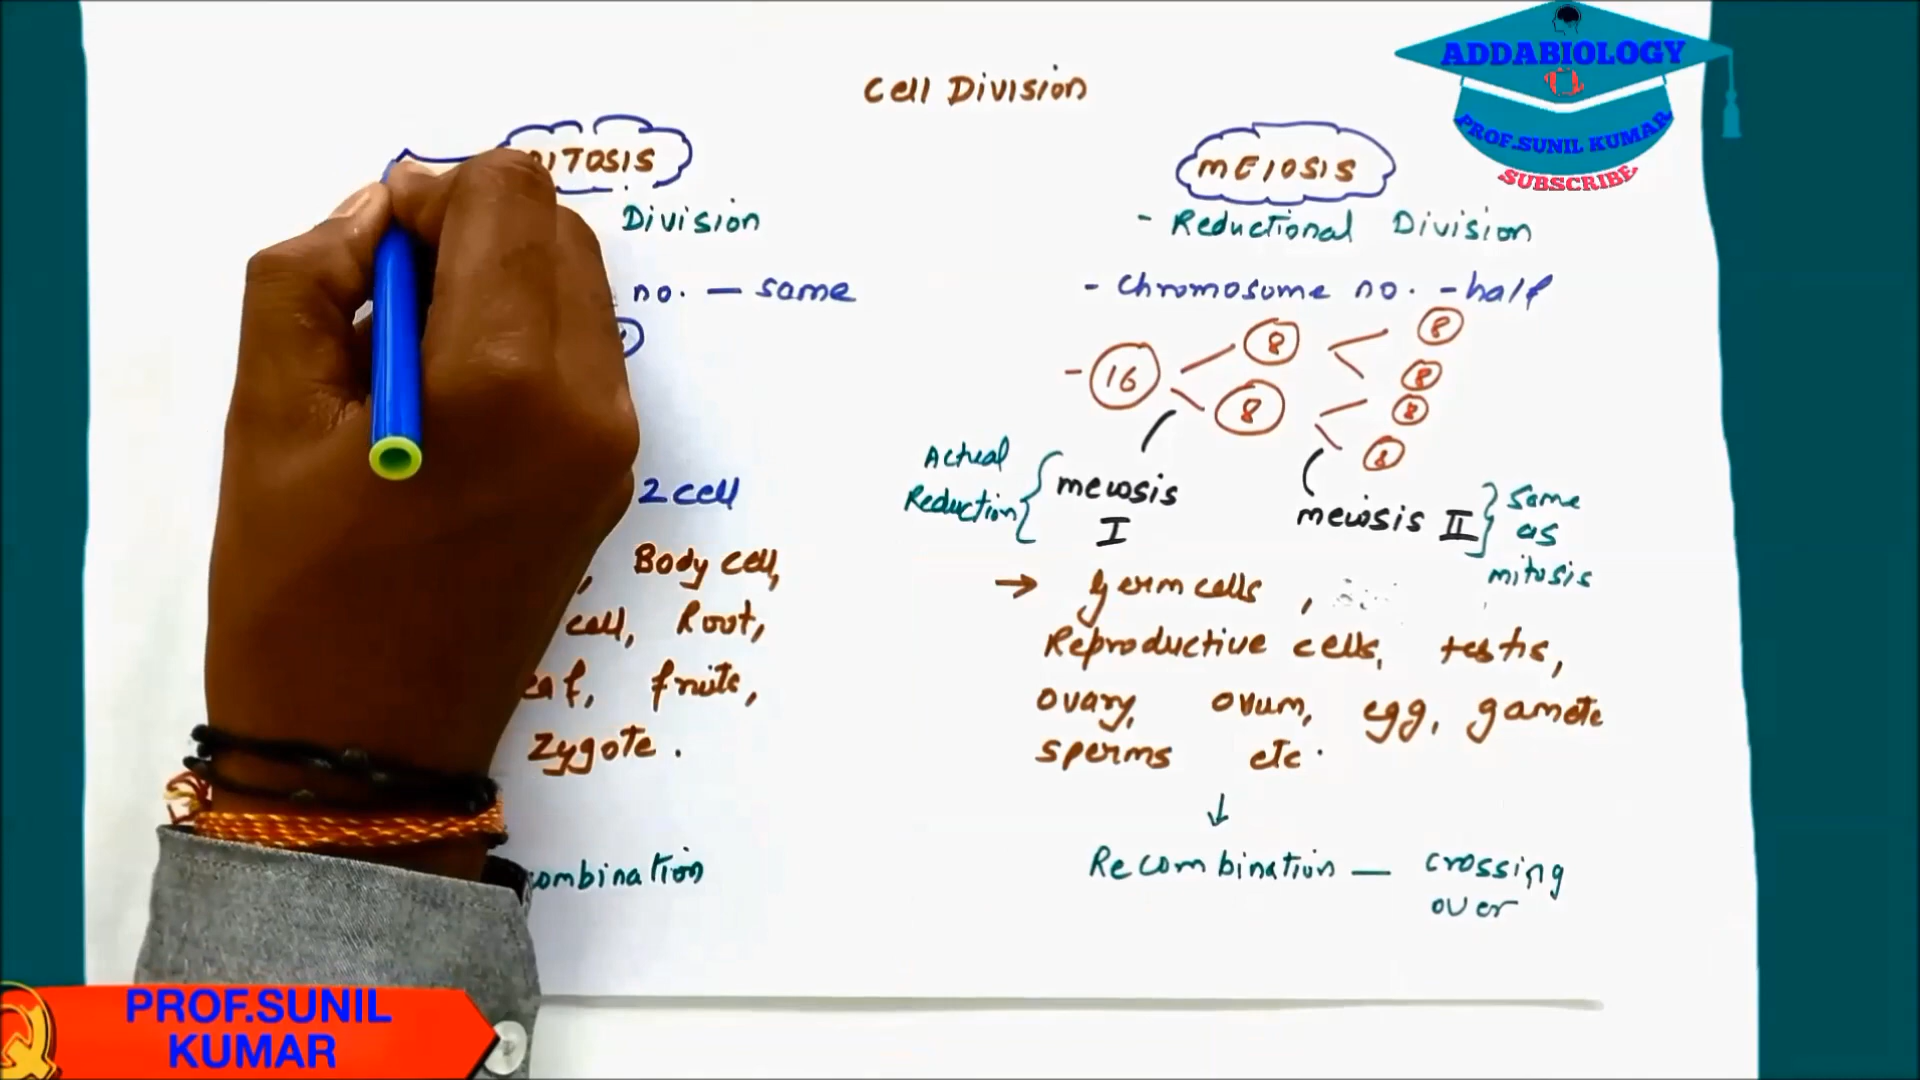 Cell Division
ADDABIOLOGY
PROF.SUNIL KUMAR
SUBSCRIBE
ITOSIS
Division
no. — same
2 cell
, Body cell,
cell, Root,
eaf, fruits,
zygote.
combination
MEIOSIS
- Reductional Division
- Chromosome no. - half
- 16 8 8
8
8 8
8
Actual
Reduction
meiosis
I
meiosis II
same
as
mitosis
→ Germ cells ,
Reproductive cells, testis,
ovary, ovum, egg, gamete
sperms etc.
↓
Recombination — crossing
over
PROF.SUNIL
KUMAR